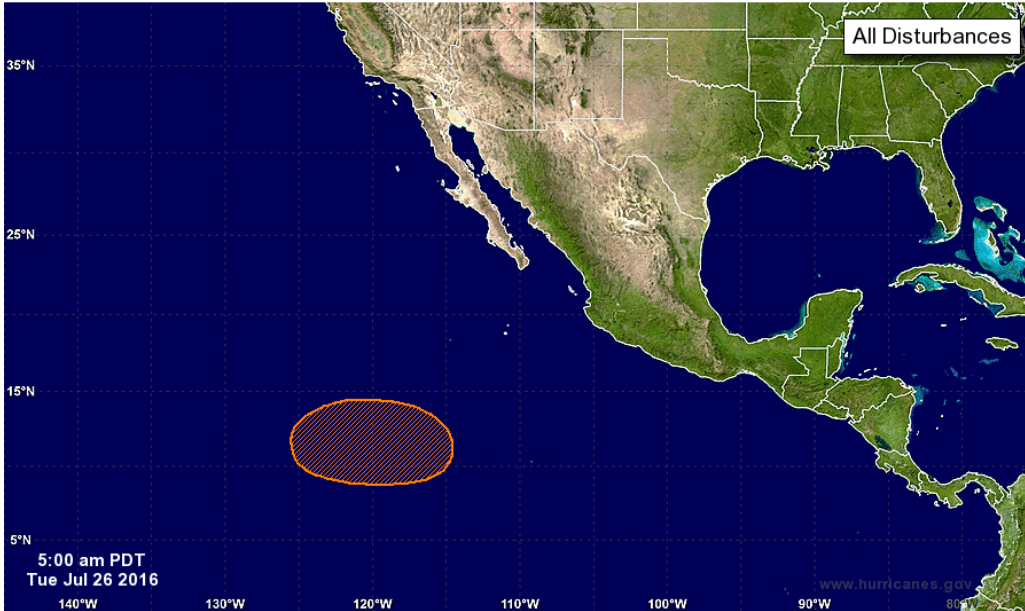 All Disturbances
35°N
25°N
15°N
5°N
5:00 am PDT
Tue Jul 26 2016
www.hurricanes.gov
140°W
130°W
120°W
110°W
100°W
90°W
80°W